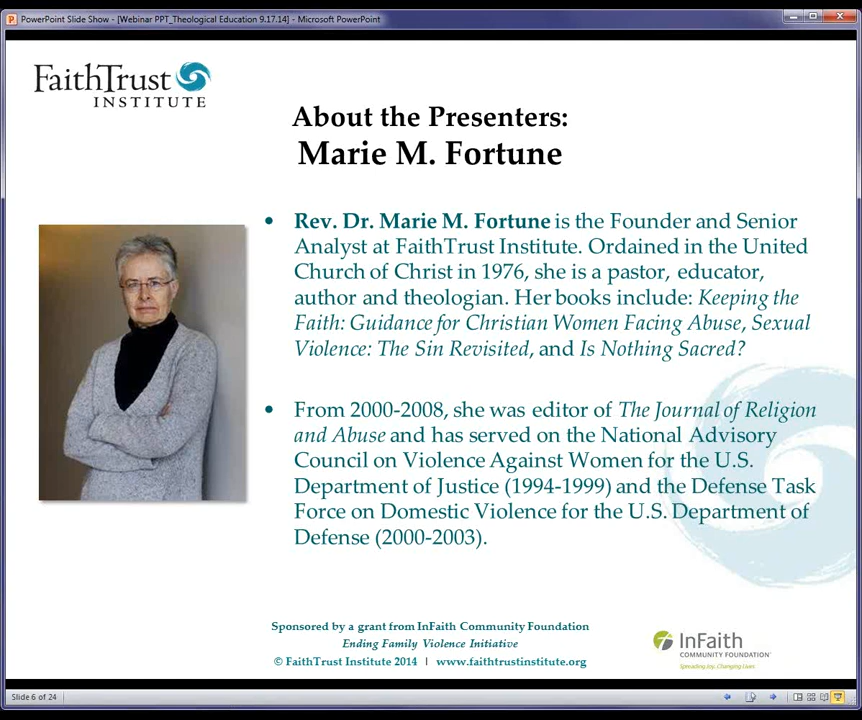 PowerPoint Slide Show - [Webinar PPT_Theological Education 9.17.14] - Microsoft PowerPoint
FaithTrust
INSTITUTE
About the Presenters:
Marie M. Fortune
• Rev. Dr. Marie M. Fortune is the Founder and Senior
Analyst at FaithTrust Institute. Ordained in the United
Church of Christ in 1976, she is a pastor, educator,
author and theologian. Her books include: Keeping the
Faith: Guidance for Christian Women Facing Abuse, Sexual
Violence: The Sin Revisited, and Is Nothing Sacred?
• From 2000-2008, she was editor of The Journal of Religion
and Abuse and has served on the National Advisory
Council on Violence Against Women for the U.S.
Department of Justice (1994-1999) and the Defense Task
Force on Domestic Violence for the U.S. Department of
Defense (2000-2003).
Sponsored by a grant from InFaith Community Foundation
Ending Family Violence Initiative
© FaithTrust Institute 2014 | www.faithtrustinstitute.org
InFaith
COMMUNITY FOUNDATION
Spreading Joy. Changing Lives.
Slide 6 of 24